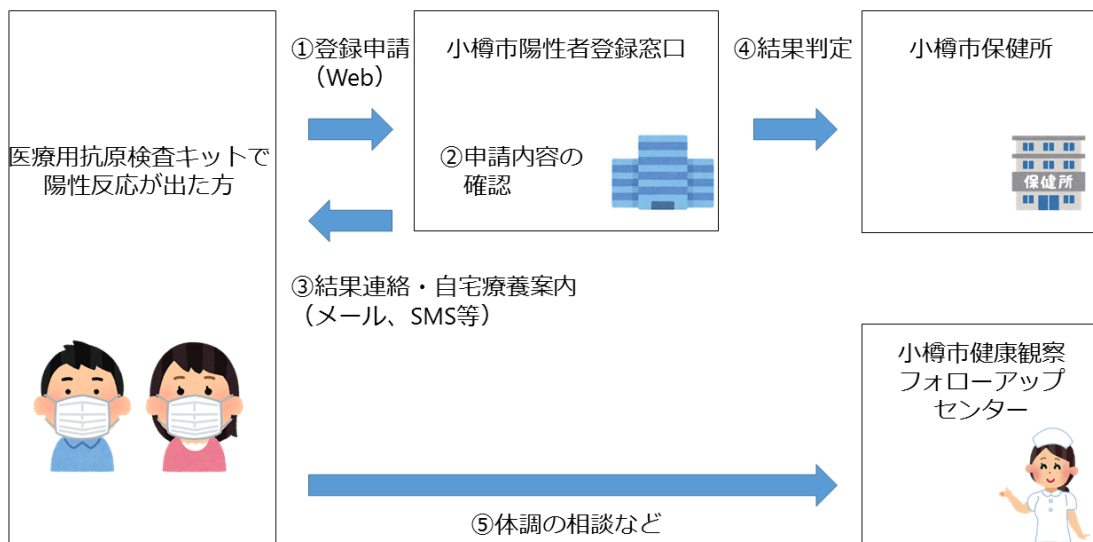 医療用抗原検査キットで
陽性反応が出た方
①登録申請
（Web）
小樽市陽性者登録窓口
②申請内容の
確認
③結果連絡・自宅療養案内
（メール、SMS等）
④結果判定
小樽市保健所
保健所
小樽市健康観察
フォローアップ
センター
⑤体調の相談など